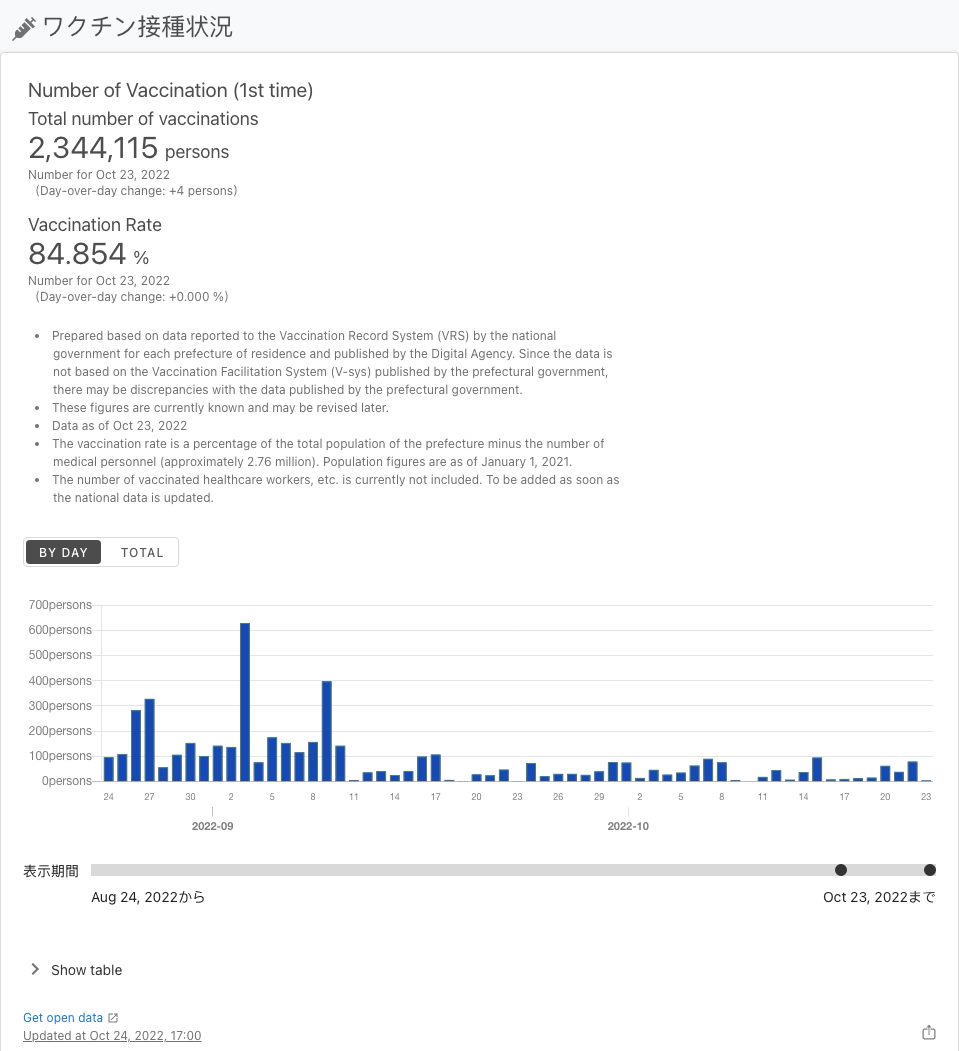 ワクチン接種状況
Number of Vaccination (1st time)
Total number of vaccinations
2,344,115 persons
Number for Oct 23, 2022
(Day-over-day change: +4 persons)
Vaccination Rate
84.854 %
Number for Oct 23, 2022
(Day-over-day change: +0.000 %)
• Prepared based on data reported to the Vaccination Record System (VRS) by the national
government for each prefecture of residence and published by the Digital Agency. Since the data is
not based on the Vaccination Facilitation System (V-sys) published by the prefectural government,
there may be discrepancies with the data published by the prefectural government.
• These figures are currently known and may be revised later.
• Data as of Oct 23, 2022
• The vaccination rate is a percentage of the total population of the prefecture minus the number of
medical personnel (approximately 2.76 million). Population figures are as of January 1, 2021.
• The number of vaccinated healthcare workers, etc. is currently not included. To be added as soon as
the national data is updated.
BY DAY TOTAL
700persons
600persons
500persons
400persons
300persons
200persons
100persons
0persons
24 27 30 2 5 8 11 14 17 20 23 26 29 2 5 8 11 14 17 20 23
2022-09 2022-10
表示期間
Aug 24, 2022から Oct 23, 2022まで
Show table
Get open data
Updated at Oct 24, 2022, 17:00